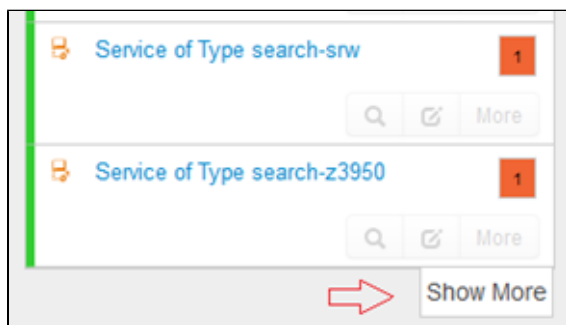 Service of Type search-srw
1
More
Service of Type search-z3950
1
More
Show More